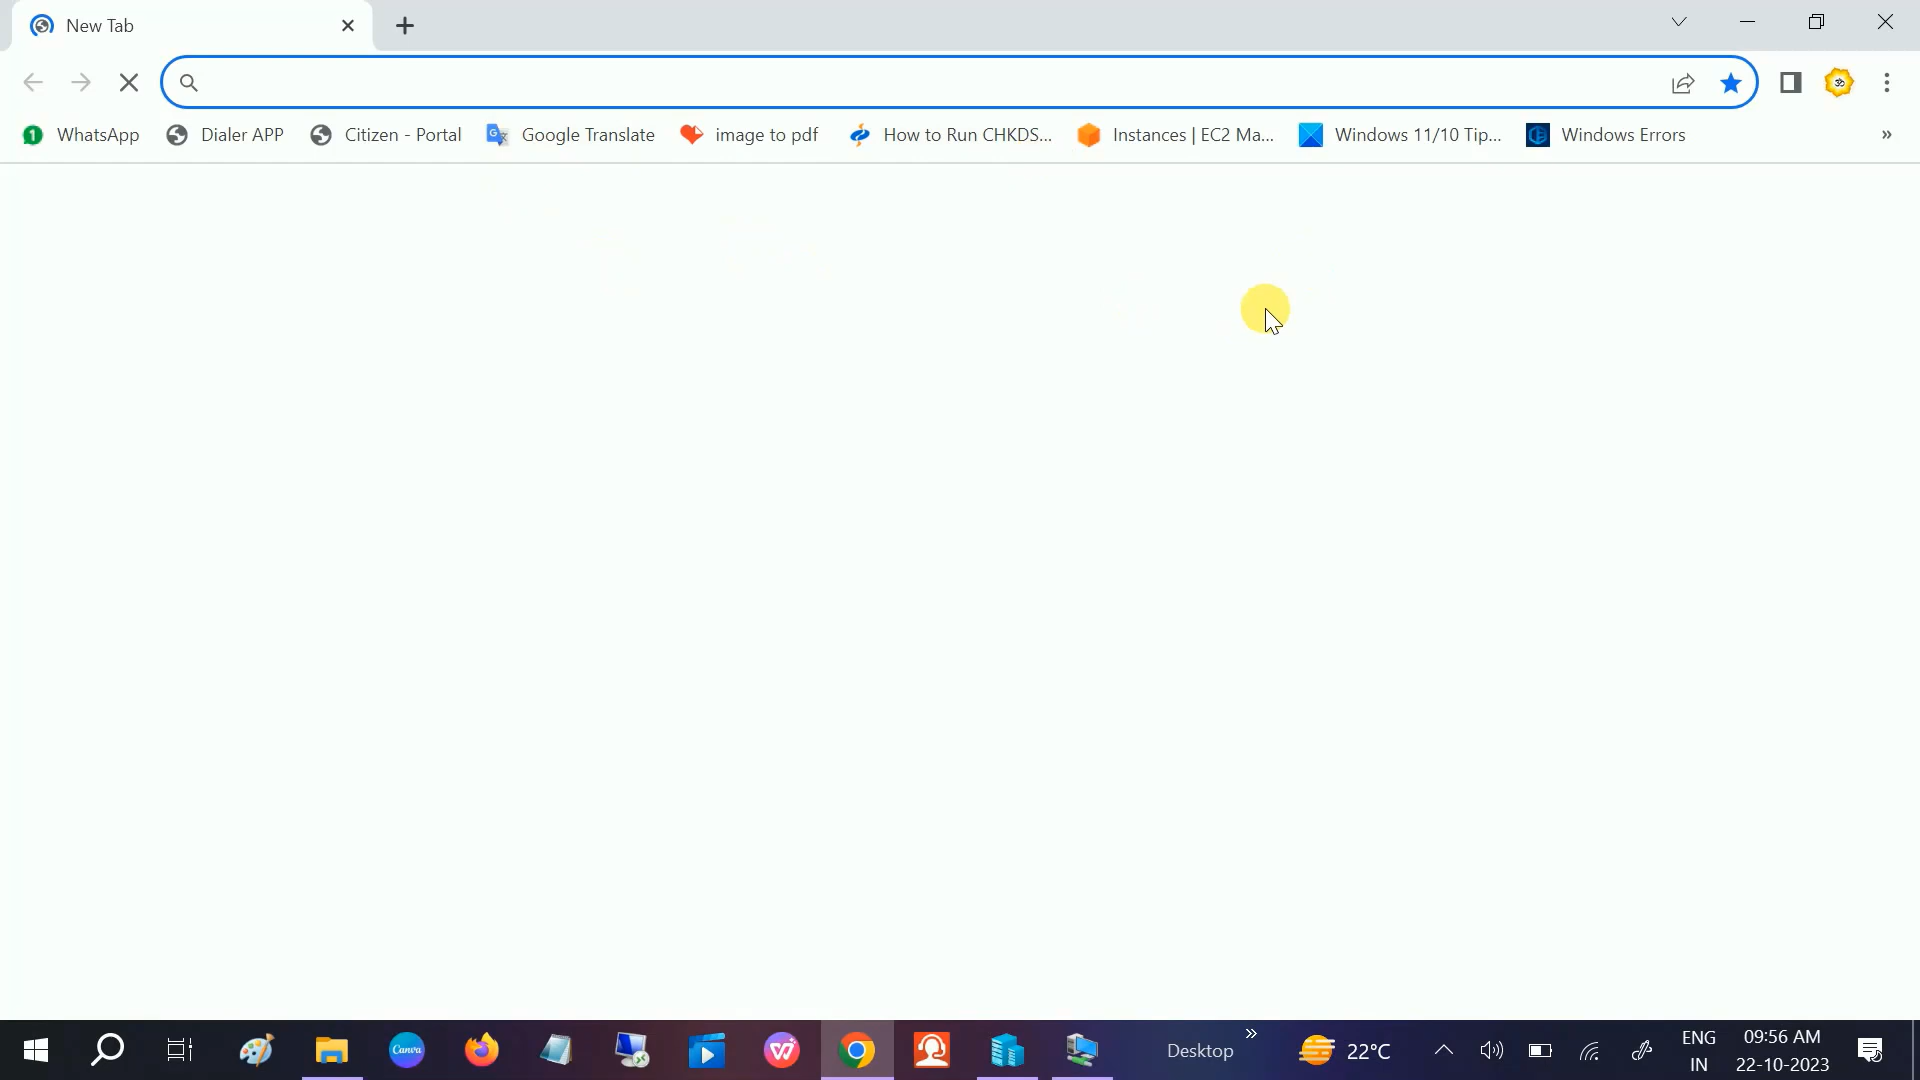 New Tab
WhatsApp Dialer APP Citizen - Portal Google Translate image to pdf How to Run CHKDS... Instances | EC2 Ma... Windows 11/10 Tip... Windows Errors »
Canva Desktop » 22°C ENG IN 09:56 AM 22-10-2023